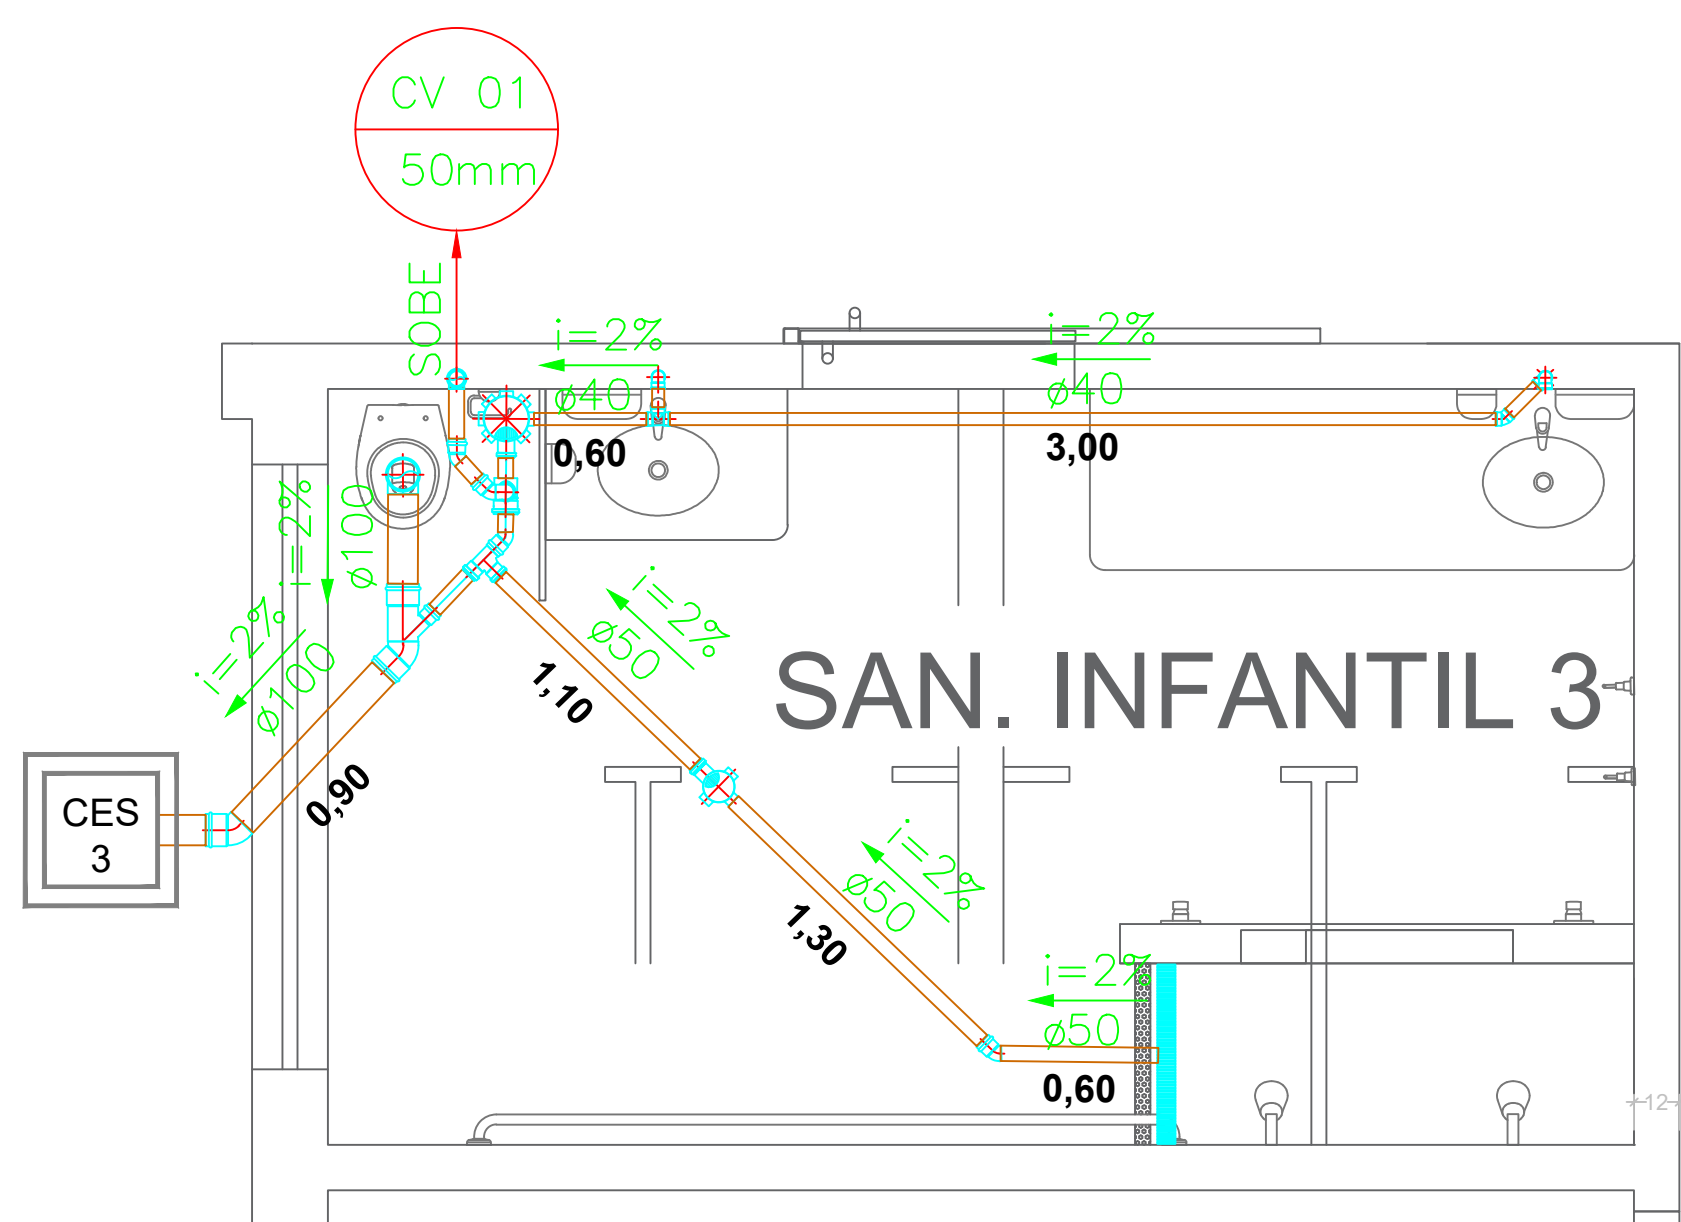 CV 01
50mm
SOBE
i=2%
ø40
0,60
i=2%
ø40
3,00
i=2%
ø100
i=2%
ø100
0,90
i=2%
ø50
1,10
SAN. INFANTIL 3
CES
3
i=2%
ø50
1,30
i=2%
ø50
0,60
12